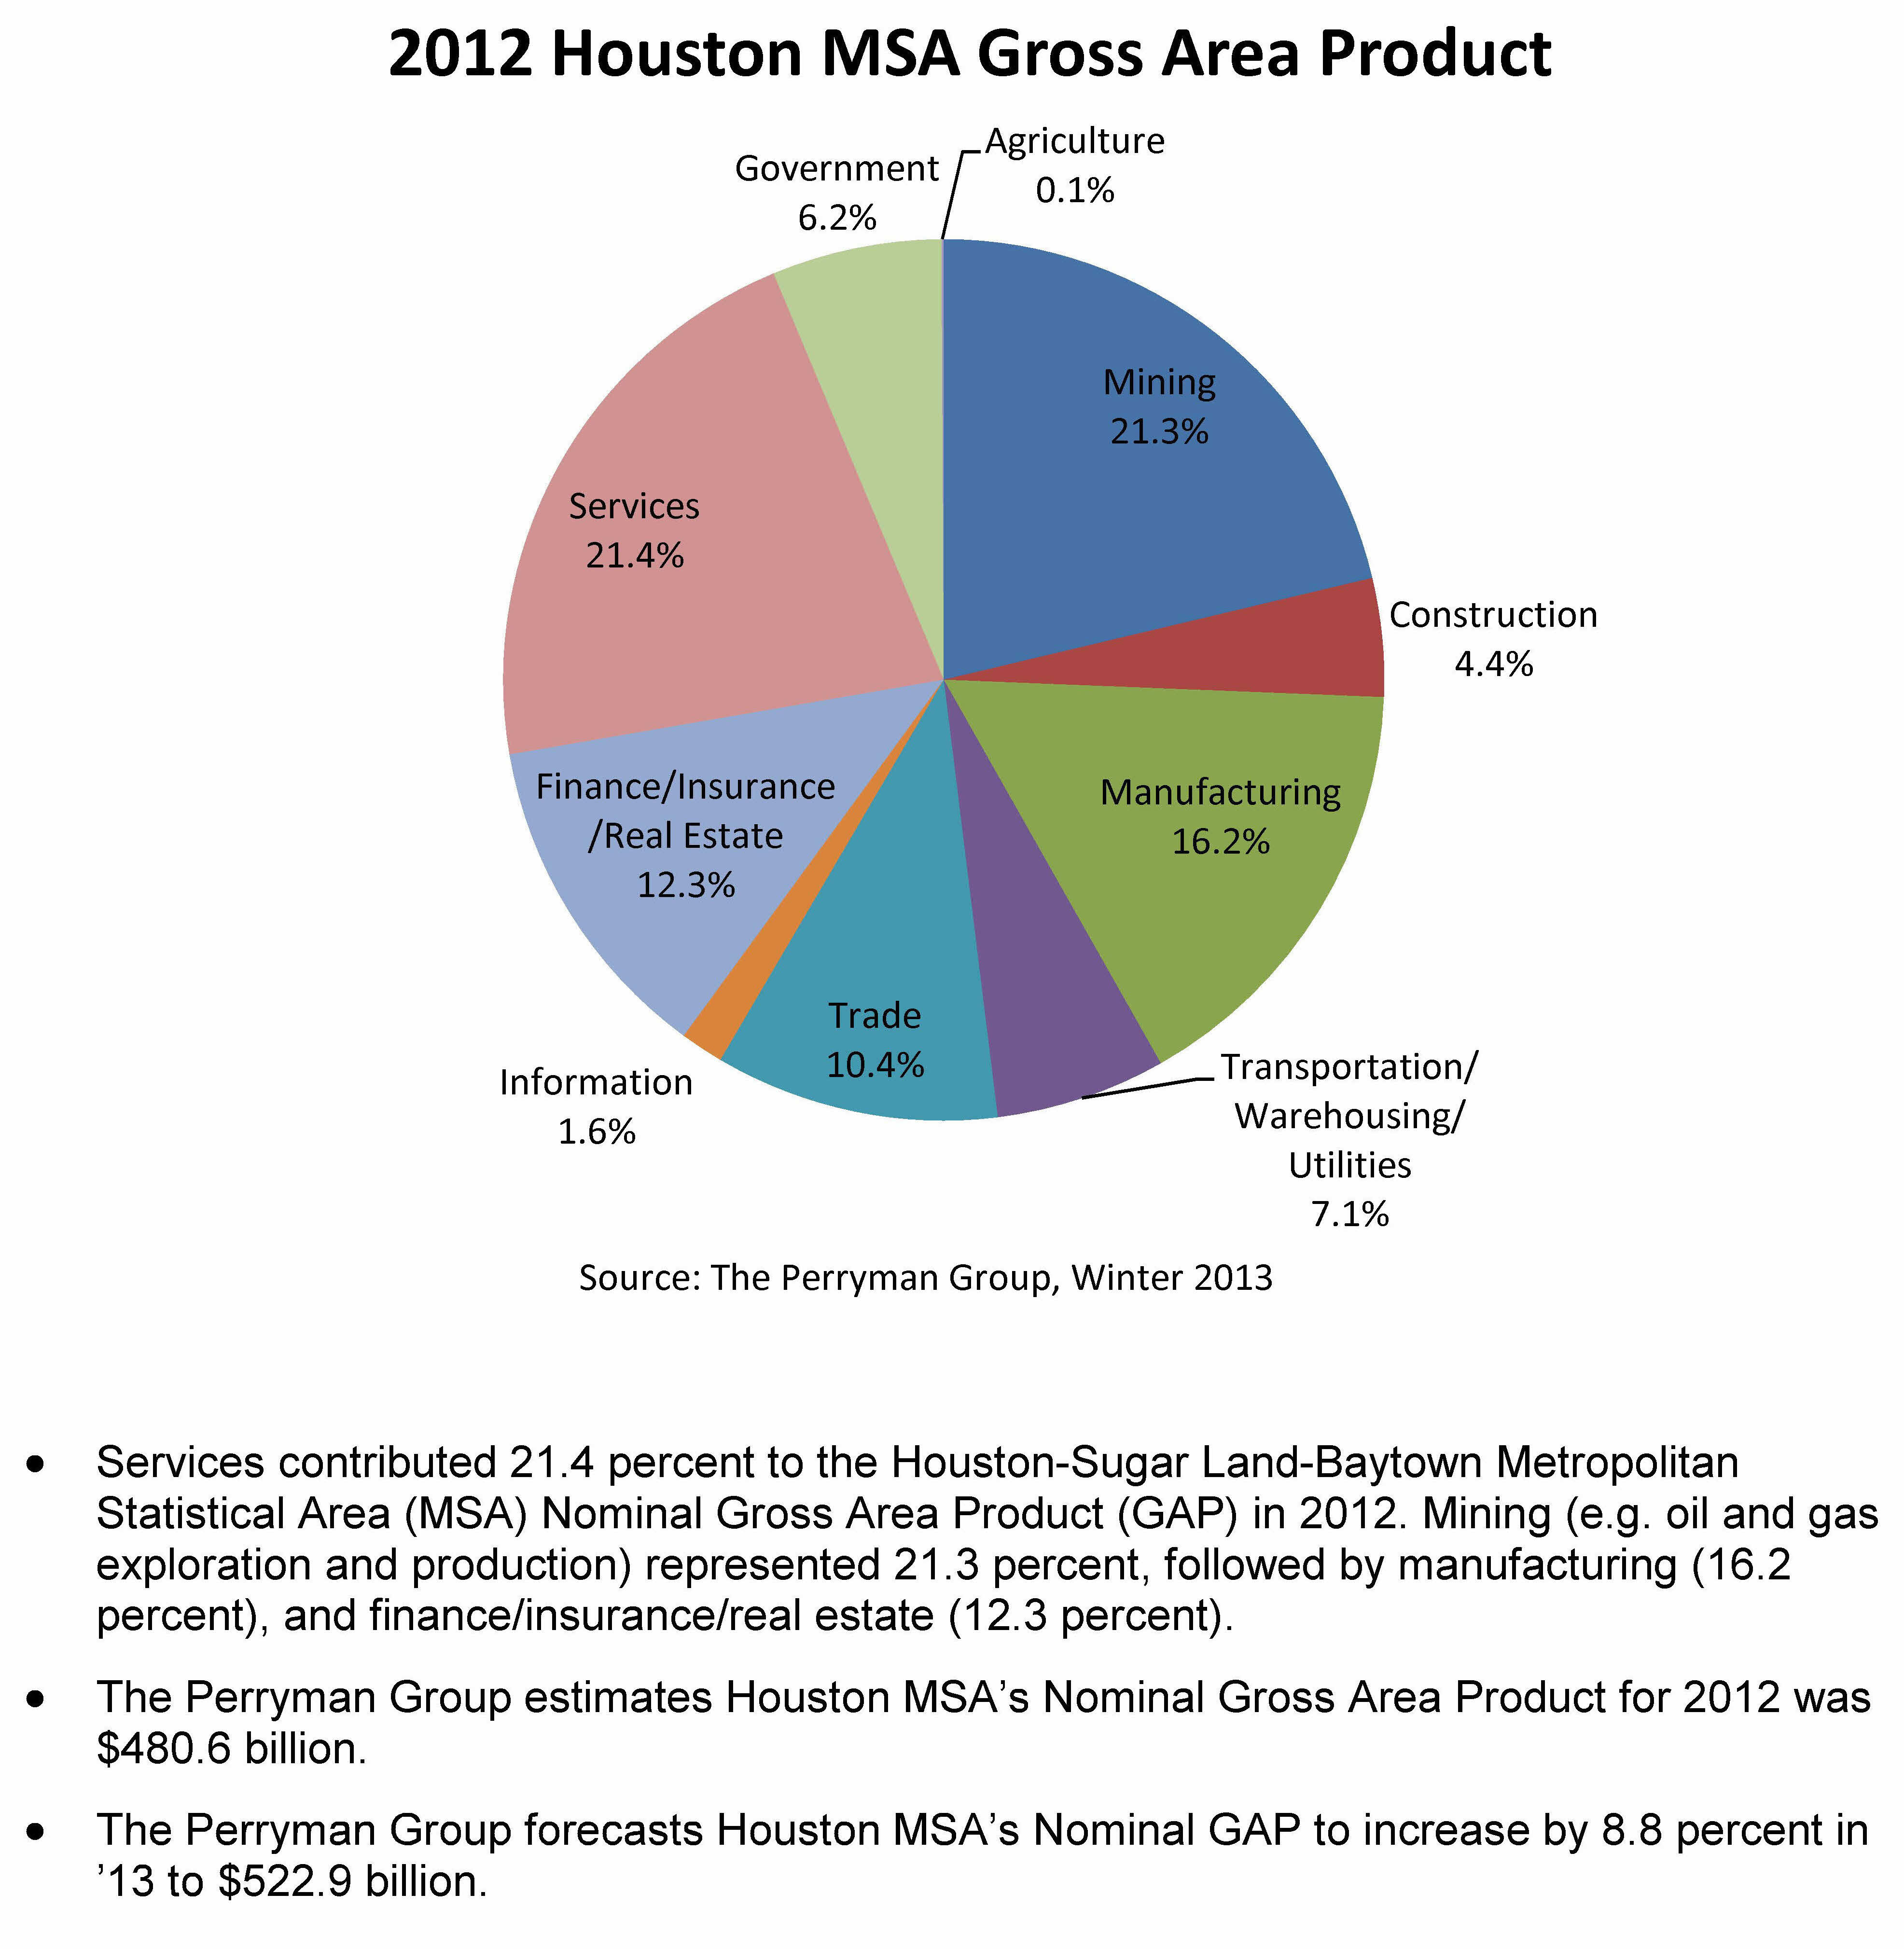 2012 Houston MSA Gross Area Product
Agriculture
0.1%
Government
6.2%
Mining
21.3%
Services
21.4%
Construction
4.4%
Finance/Insurance
/Real Estate
12.3%
Manufacturing
16.2%
Trade
10.4%
Information
1.6%
Transportation/
Warehousing/
Utilities
7.1%
Source: The Perryman Group, Winter 2013
• Services contributed 21.4 percent to the Houston-Sugar Land-Baytown Metropolitan
Statistical Area (MSA) Nominal Gross Area Product (GAP) in 2012. Mining (e.g. oil and gas
exploration and production) represented 21.3 percent, followed by manufacturing (16.2
percent), and finance/insurance/real estate (12.3 percent).
• The Perryman Group estimates Houston MSA’s Nominal Gross Area Product for 2012 was
$480.6 billion.
• The Perryman Group forecasts Houston MSA’s Nominal GAP to increase by 8.8 percent in
’13 to $522.9 billion.